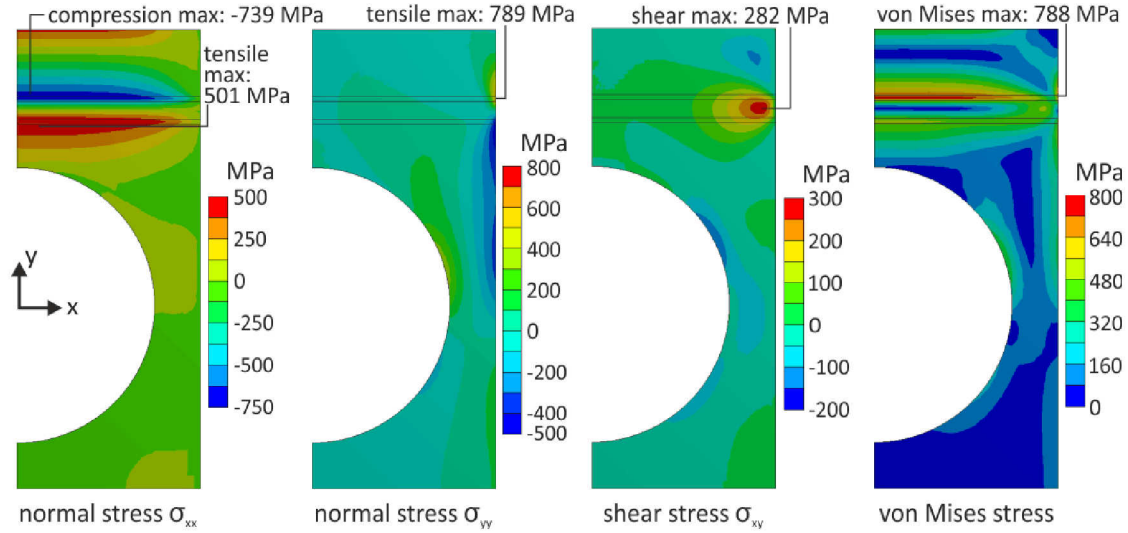 compression max: -739 MPa
tensile
max:
501 MPa
MPa
500
250
0
-250
-500
-750
y
x
normal stress σxx
tensile max: 789 MPa
MPa
800
600
400
200
0
-200
-400
-500
normal stress σyy
shear max: 282 MPa
MPa
300
200
100
0
-100
-200
shear stress σxy
von Mises max: 788 MPa
MPa
800
640
480
320
160
0
von Mises stress